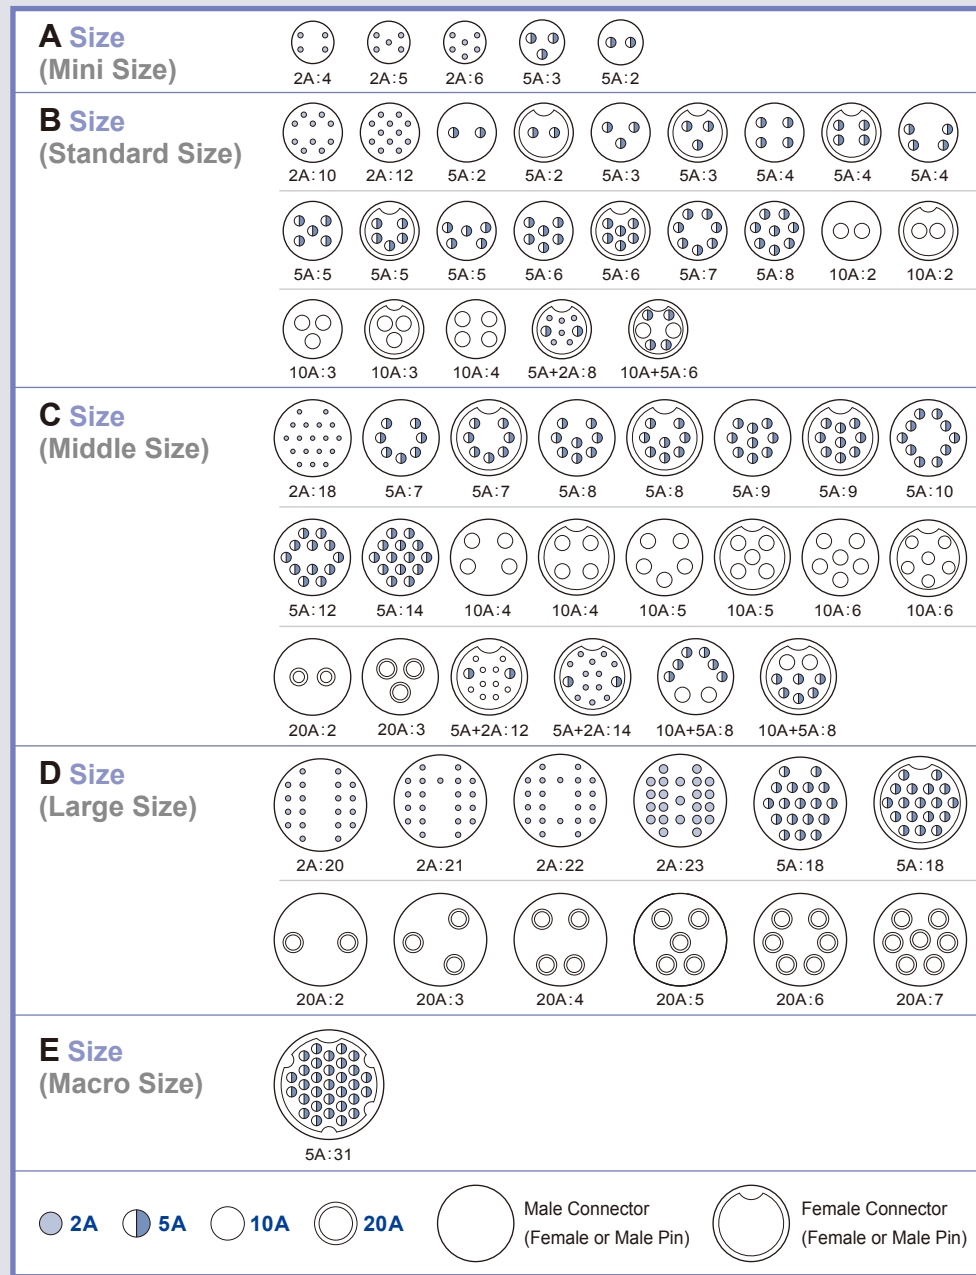 A Size
(Mini Size)
2A:4 2A:5 2A:6 5A:3 5A:2
B Size
(Standard Size)
2A:10 2A:12 5A:2 5A:2 5A:3 5A:3 5A:4 5A:4 5A:4
5A:5 5A:5 5A:5 5A:6 5A:6 5A:7 5A:8 10A:2 10A:2
10A:3 10A:3 10A:4 5A+2A:8 10A+5A:6
C Size
(Middle Size)
2A:18 5A:7 5A:7 5A:8 5A:8 5A:9 5A:9 5A:10
5A:12 5A:14 10A:4 10A:4 10A:5 10A:5 10A:6 10A:6
20A:2 20A:3 5A+2A:12 5A+2A:14 10A+5A:8 10A+5A:8
D Size
(Large Size)
2A:20 2A:21 2A:22 2A:23 5A:18 5A:18
20A:2 20A:3 20A:4 20A:5 20A:6 20A:7
E Size
(Macro Size)
5A:31
2A 5A 10A 20A
Male Connector
(Female or Male Pin)
Female Connector
(Female or Male Pin)